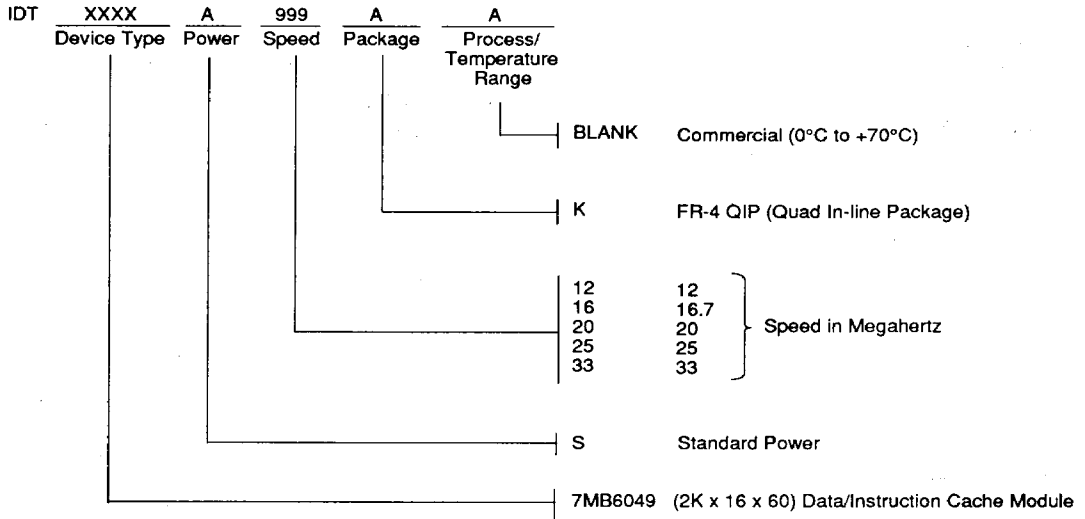 IDT XXXX A 999 A A
Device Type Power Speed Package Process/
Temperature
Range
BLANK Commercial (0°C to +70°C)
K FR-4 QIP (Quad In-line Package)
12 12
16 16.7
20 20 Speed in Megahertz
25 25
33 33
S Standard Power
7MB6049 (2K x 16 x 60) Data/Instruction Cache Module